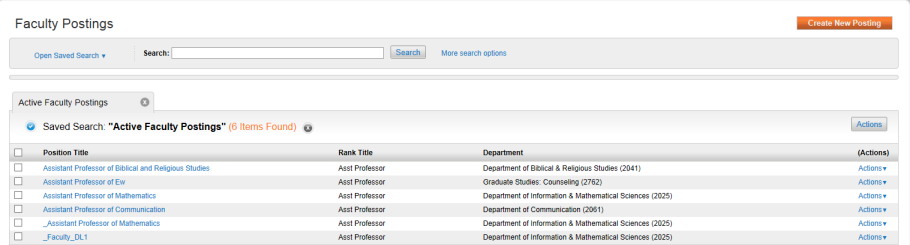 Faculty Postings
Create New Posting
Open Saved Search ▾ Search: Search More search options
Active Faculty Postings x
Saved Search: "Active Faculty Postings" (6 Items Found) x Actions
Position Title Rank Title Department (Actions)
Assistant Professor of Biblical and Religious Studies Asst Professor Department of Biblical & Religious Studies (2041) Actions ▾
Assistant Professor of Ew Asst Professor Graduate Studies: Counseling (2762) Actions ▾
Assistant Professor of Mathematics Asst Professor Department of Information & Mathematical Sciences (2025) Actions ▾
Assistant Professor of Communication Asst Professor Department of Communication (2061) Actions ▾
_Assistant Professor of Mathematics Asst Professor Department of Information & Mathematical Sciences (2025) Actions ▾
_Faculty_DL1 Asst Professor Department of Information & Mathematical Sciences (2025) Actions ▾